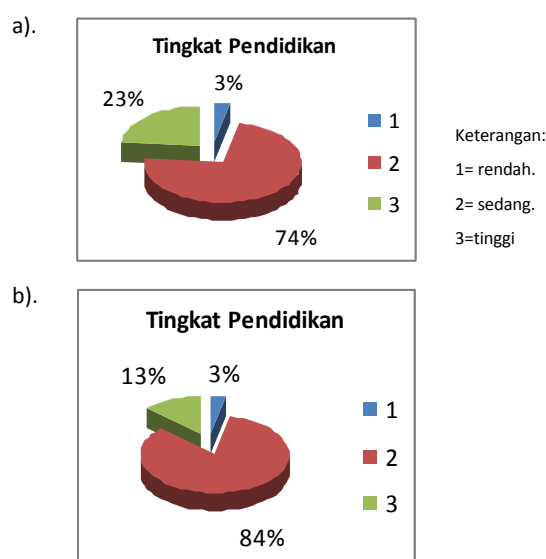 a).
Tingkat Pendidikan
3%
23%
1
2
3
74%
Keterangan:
1= rendah.
2= sedang.
3=tinggi
b).
Tingkat Pendidikan
13%
3%
1
2
3
84%